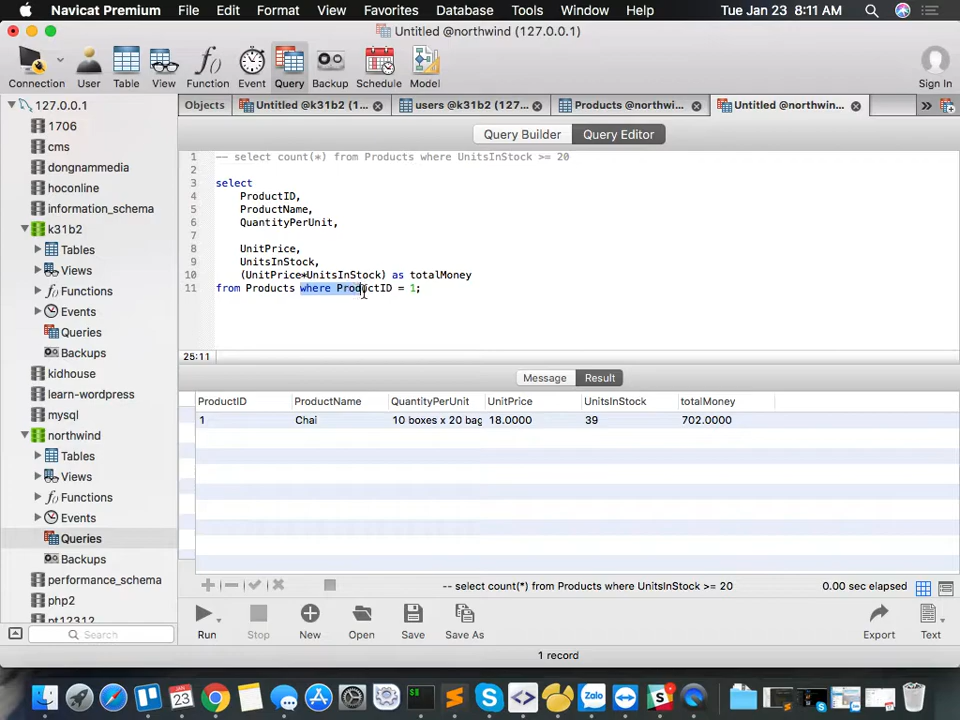 Navicat Premium File Edit Format View Favorites Database Tools Window Help Tue Jan 23 8:11 AM
Untitled @northwind (127.0.0.1)
Connection User Table View Function Event Query Backup Schedule Model Sign In
Objects Untitled @k31b2 (1... users @k31b2 (127... Products @northwi... Untitled @northwin...
Query Builder Query Editor
127.0.0.1
1706
cms
dongnammedia
hoconline
information_schema
k31b2
Tables
Views
Functions
Events
Queries
Backups
kidhouse
learn-wordpress
mysql
northwind
Tables
Views
Functions
Events
Queries
Backups
performance_schema
php2
Search
1 -- select count(*) from Products where UnitsInStock >= 20
2
3 select
4 ProductID,
5 ProductName,
6 QuantityPerUnit,
8 UnitPrice,
9 UnitsInStock,
10 (UnitPrice*UnitsInStock) as totalMoney
11 from Products where ProductID = 1;
25:11
Message Result
ProductID ProductName QuantityPerUnit UnitPrice UnitsInStock totalMoney
1 Chai 10 boxes x 20 bag 18.0000 39 702.0000
-- select count(*) from Products where UnitsInStock >= 20 0.00 sec elapsed
Run Stop New Open Save Save As Export Text
1 record
JAN
23
Zalo